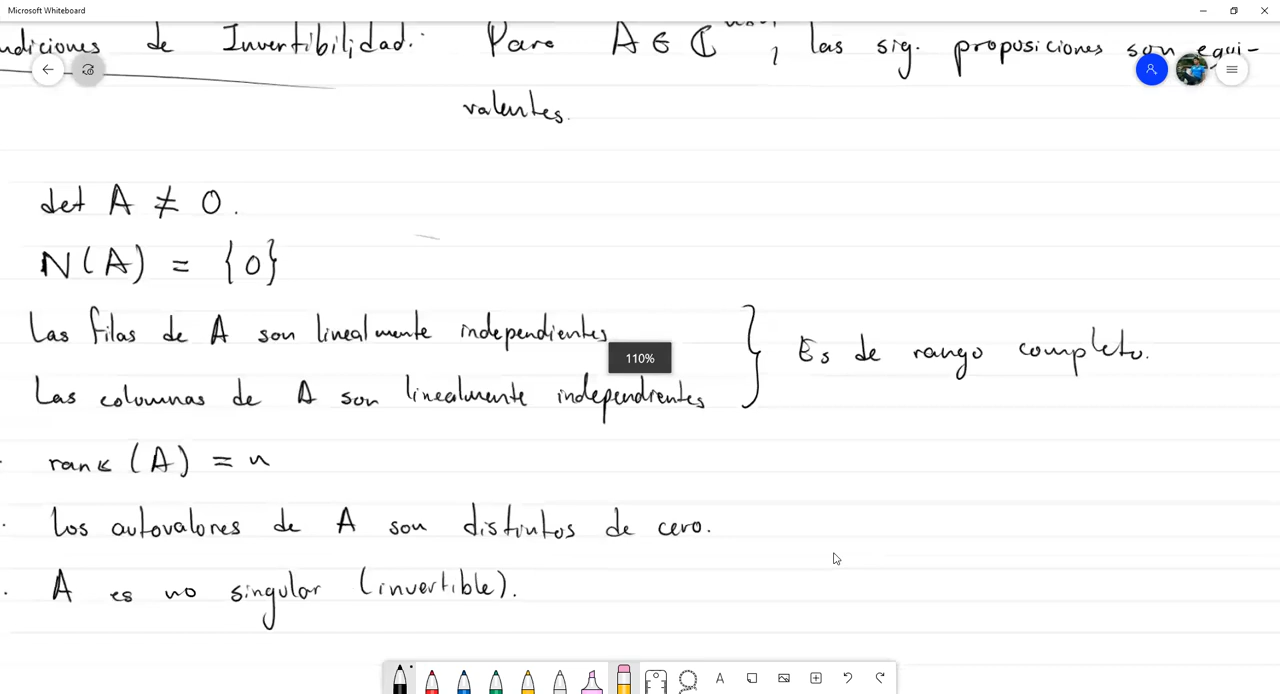 Microsoft Whiteboard
ndiciones de Invertibilidad: Para A ∈ ℂ , las sig. proposiciones son equi-
valentes.
det A ≠ 0.
N(A) = {0}
Las filas de A son linealmente independientes
110%
Es de rango completo.
Las columnas de A son linealmente independientes
rank (A) = n
Los autovalores de A son distintos de cero.
A es no singular (invertible).